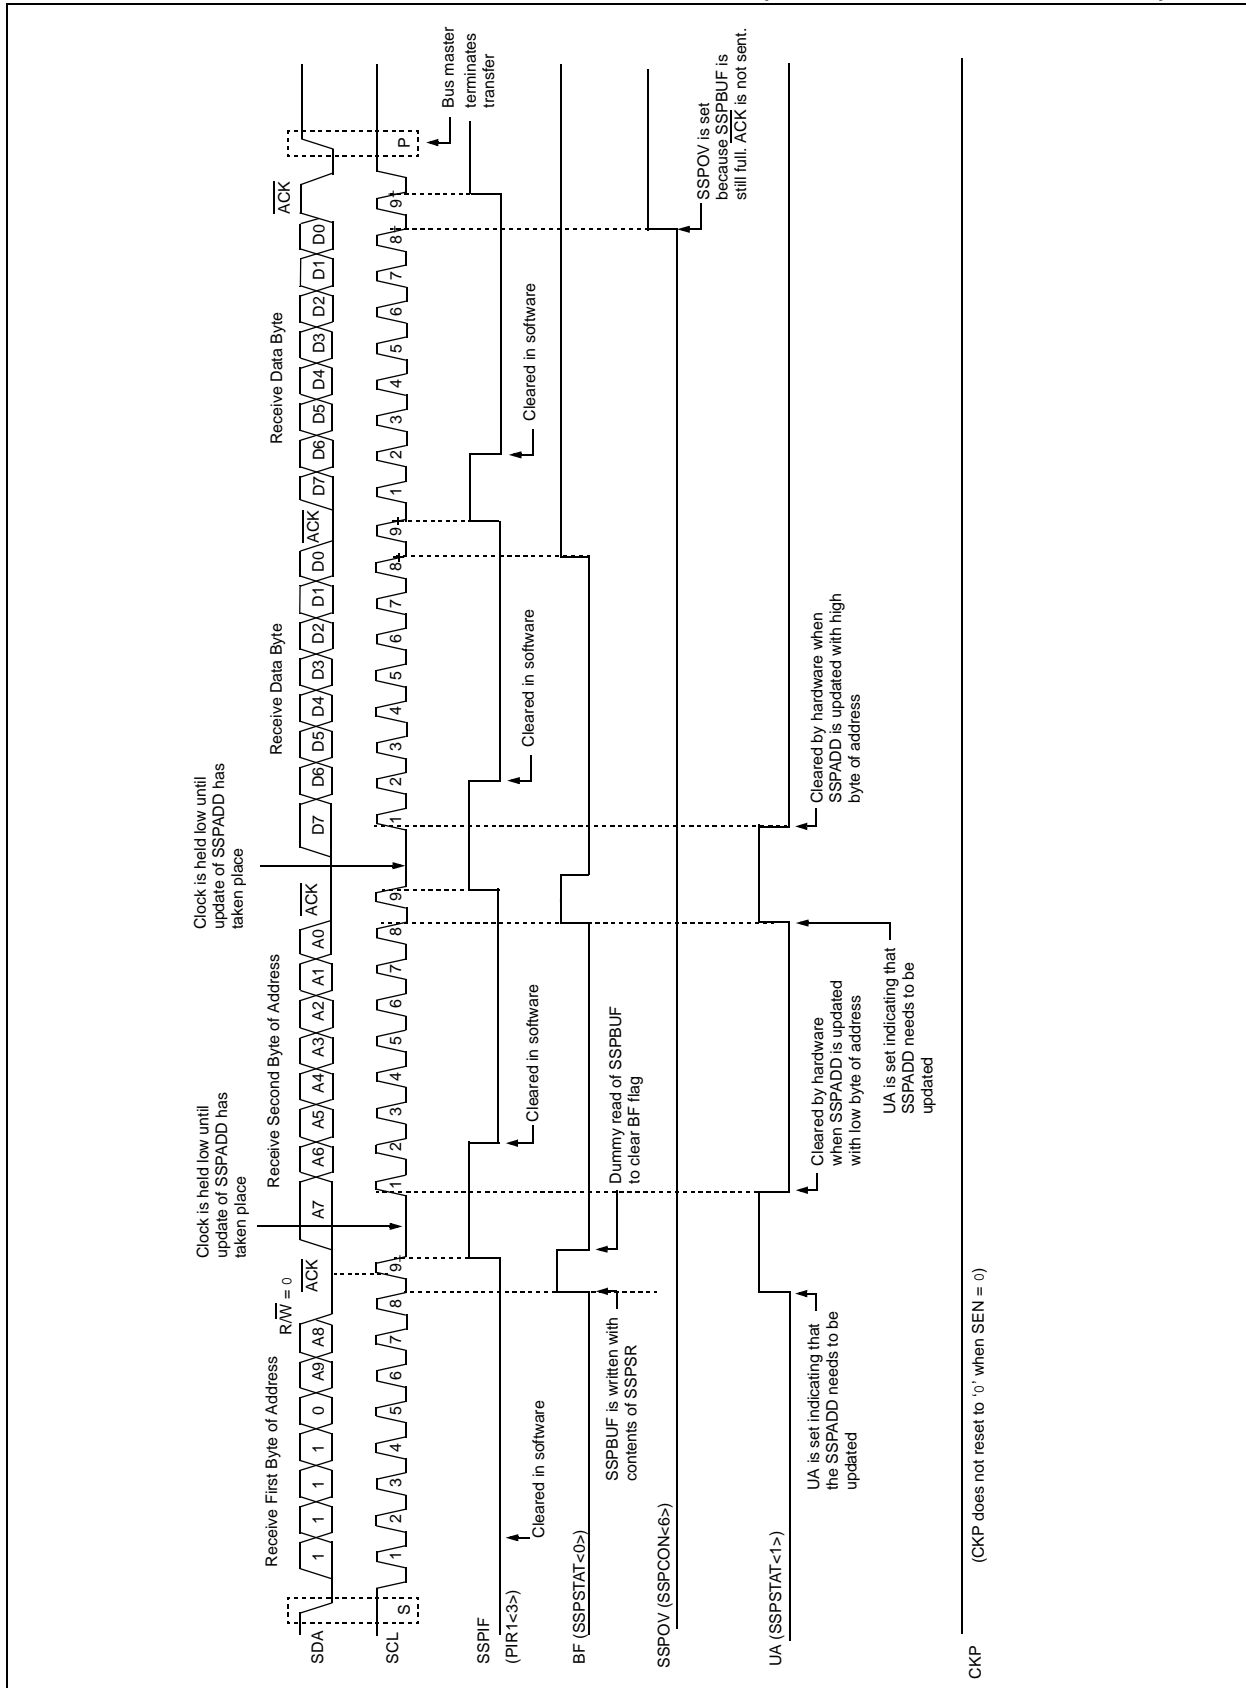 Receive First Byte of Address
R/W = 0
Receive Second Byte of Address
Clock is held low until
update of SSPADD has
taken place
Receive Data Byte
Clock is held low until
update of SSPADD has
taken place
Receive Data Byte
SDA
1 1 1 1 0 A9 A8 ACK A7 A6 A5 A4 A3 A2 A1 A0 ACK D7 D6 D5 D4 D3 D2 D1 D0 ACK D7 D6 D5 D4 D3 D2 D1 D0 ACK
SCL
S 1 2 3 4 5 6 7 8 9 1 2 3 4 5 6 7 8 9 1 2 3 4 5 6 7 8 9 1 2 3 4 5 6 7 8 9 P
Bus master
terminates
transfer
SSPIF
(PIR1<3>)
Cleared in software
Cleared in software
Cleared in software
Cleared in software
BF (SSPSTAT<0>)
SSPBUF is written with
contents of SSPSR
Dummy read of SSPBUF
to clear BF flag
SSPOV (SSPCON<6>)
SSPOV is set
because SSPBUF is
still full. ACK is not sent.
UA (SSPSTAT<1>)
UA is set indicating that
the SSPADD needs to be
updated
Cleared by hardware
when SSPADD is updated
with low byte of address
UA is set indicating that
SSPADD needs to be
updated
Cleared by hardware when
SSPADD is updated with high
byte of address
CKP
(CKP does not reset to ‘0’ when SEN = 0)